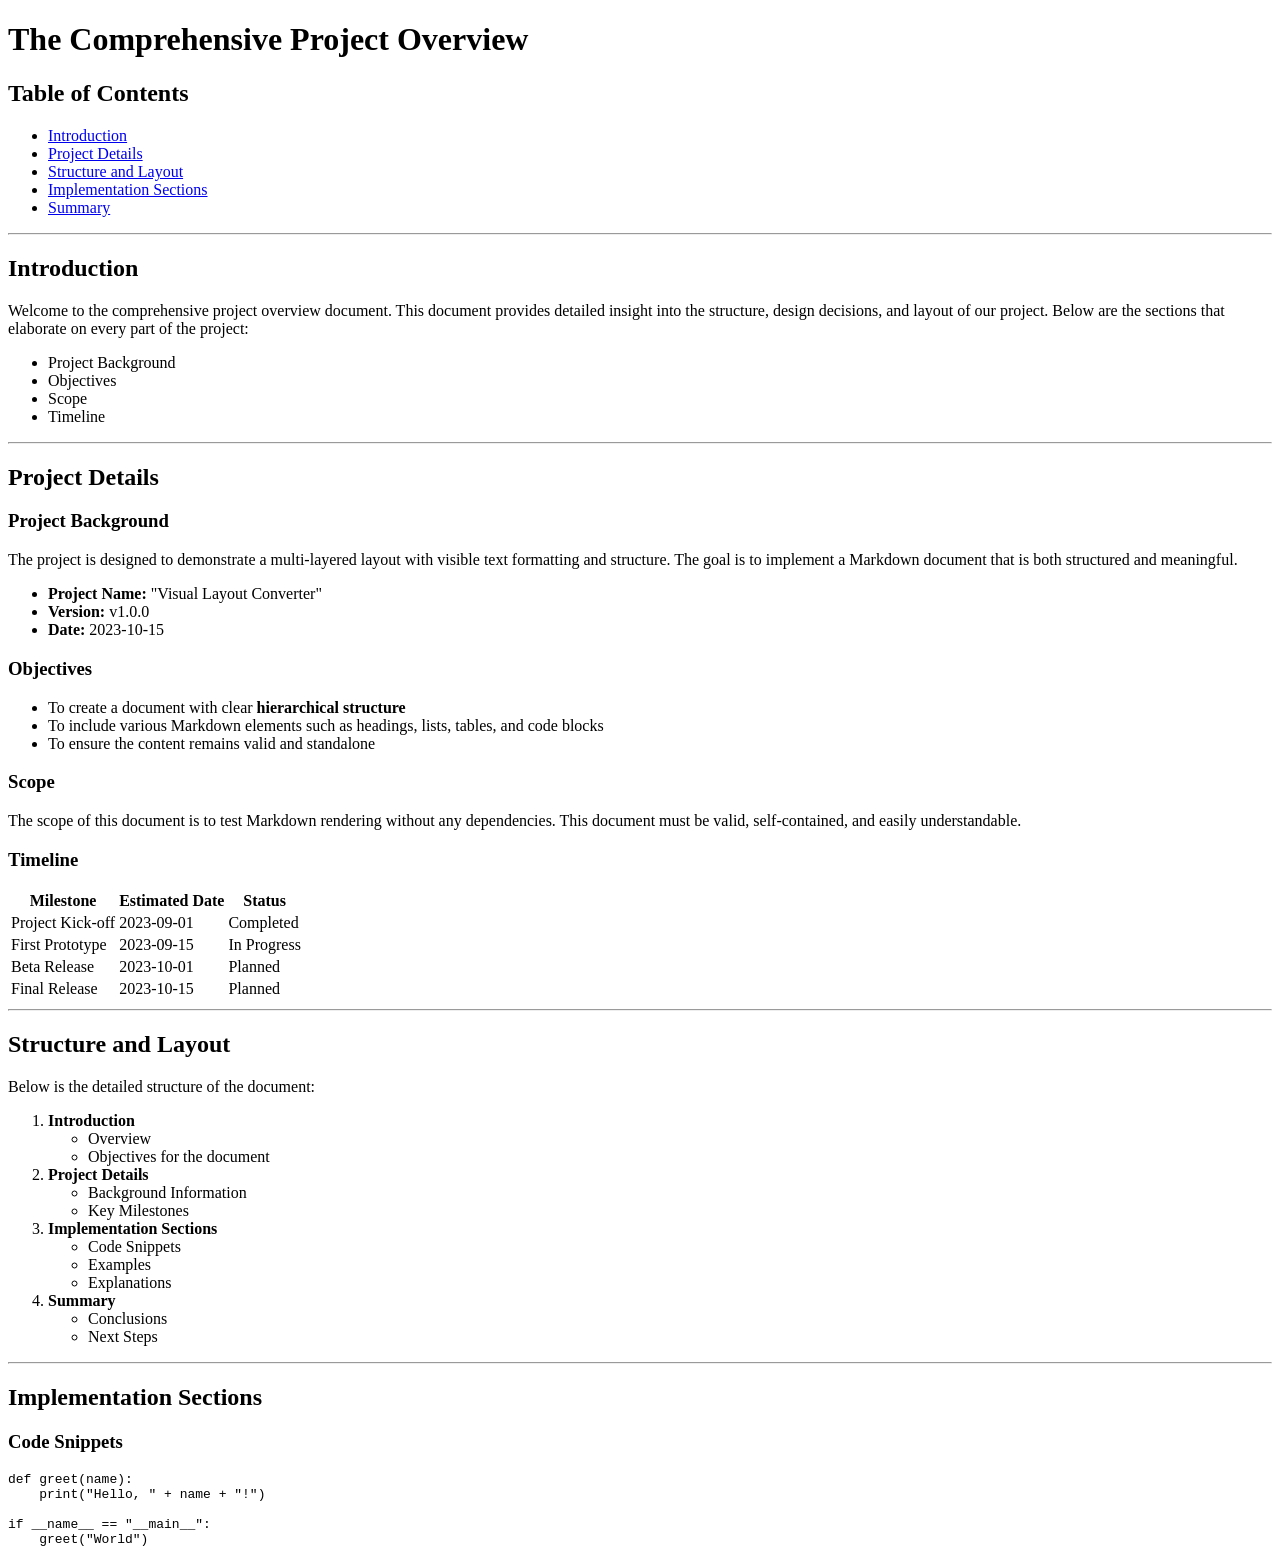 The Comprehensive Project Overview
Table of Contents
Introduction
Project Details
Structure and Layout
Implementation Sections
Summary
Introduction
Welcome to the comprehensive project overview document. This document provides detailed insight into the structure, design decisions, and layout of our project. Below are the sections that
elaborate on every part of the project:
Project Background
Objectives
Scope
Timeline
Project Details
Project Background
The project is designed to demonstrate a multi-layered layout with visible text formatting and structure. The goal is to implement a Markdown document that is both structured and meaningful.
Project Name: "Visual Layout Converter"
Version: v1.0.0
Date: 2023-10-15
Objectives
To create a document with clear hierarchical structure
To include various Markdown elements such as headings, lists, tables, and code blocks
To ensure the content remains valid and standalone
Scope
The scope of this document is to test Markdown rendering without any dependencies. This document must be valid, self-contained, and easily understandable.
Timeline
Milestone Estimated Date Status
Project Kick-off 2023-09-01 Completed
First Prototype 2023-09-15 In Progress
Beta Release 2023-10-01 Planned
Final Release 2023-10-15 Planned
Structure and Layout
Below is the detailed structure of the document:
1. Introduction
Overview
Objectives for the document
2. Project Details
Background Information
Key Milestones
3. Implementation Sections
Code Snippets
Examples
Explanations
4. Summary
Conclusions
Next Steps
Implementation Sections
Code Snippets
def greet(name):
    print("Hello, " + name + "!")
if __name__ == "__main__":
    greet("World")